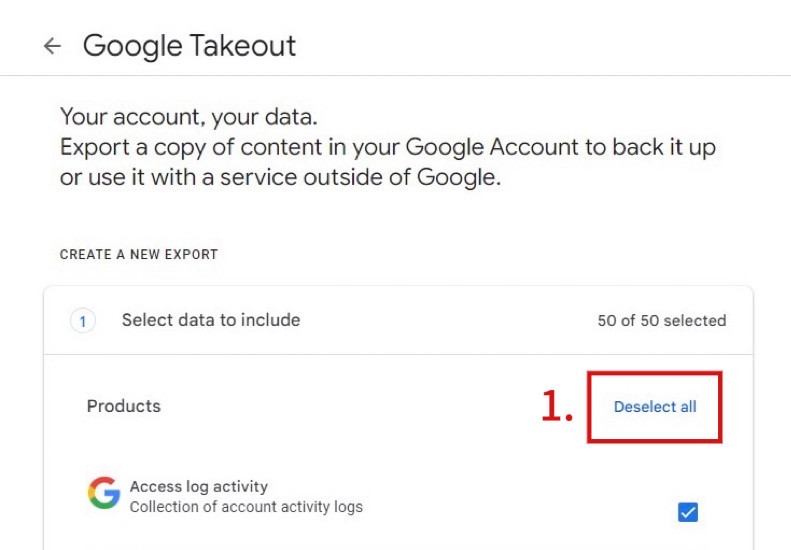 Google Takeout
Your account, your data.
Export a copy of content in your Google Account to back it up
or use it with a service outside of Google.
CREATE A NEW EXPORT
1 Select data to include 50 of 50 selected
Products 1. Deselect all
Access log activity
Collection of account activity logs